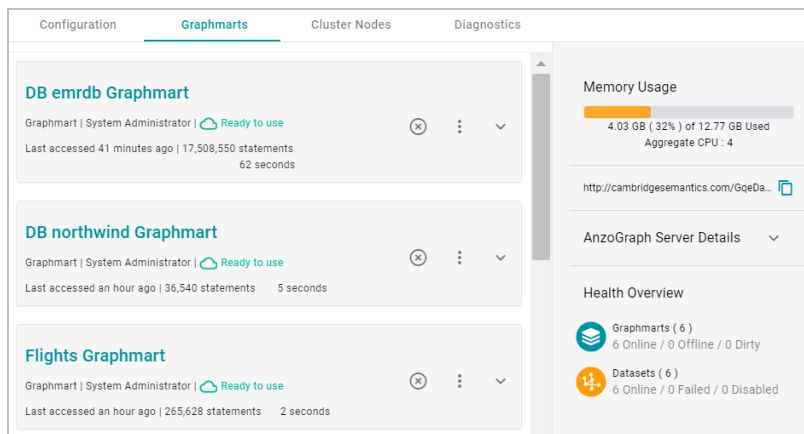 Configuration Graphmarts Cluster Nodes Diagnostics
DB emrdb Graphmart
Graphmart | System Administrator | Ready to use
Last accessed 41 minutes ago | 17,508,550 statements
62 seconds
DB northwind Graphmart
Graphmart | System Administrator | Ready to use
Last accessed an hour ago | 36,540 statements 5 seconds
Flights Graphmart
Graphmart | System Administrator | Ready to use
Last accessed an hour ago | 265,628 statements 2 seconds
Memory Usage
4.03 GB ( 32% ) of 12.77 GB Used
Aggregate CPU : 4
http://cambridgesemantics.com/GqeDa...
AnzoGraph Server Details
Health Overview
Graphmarts ( 6 )
6 Online / 0 Offline / 0 Dirty
Datasets ( 6 )
6 Online / 0 Failed / 0 Disabled